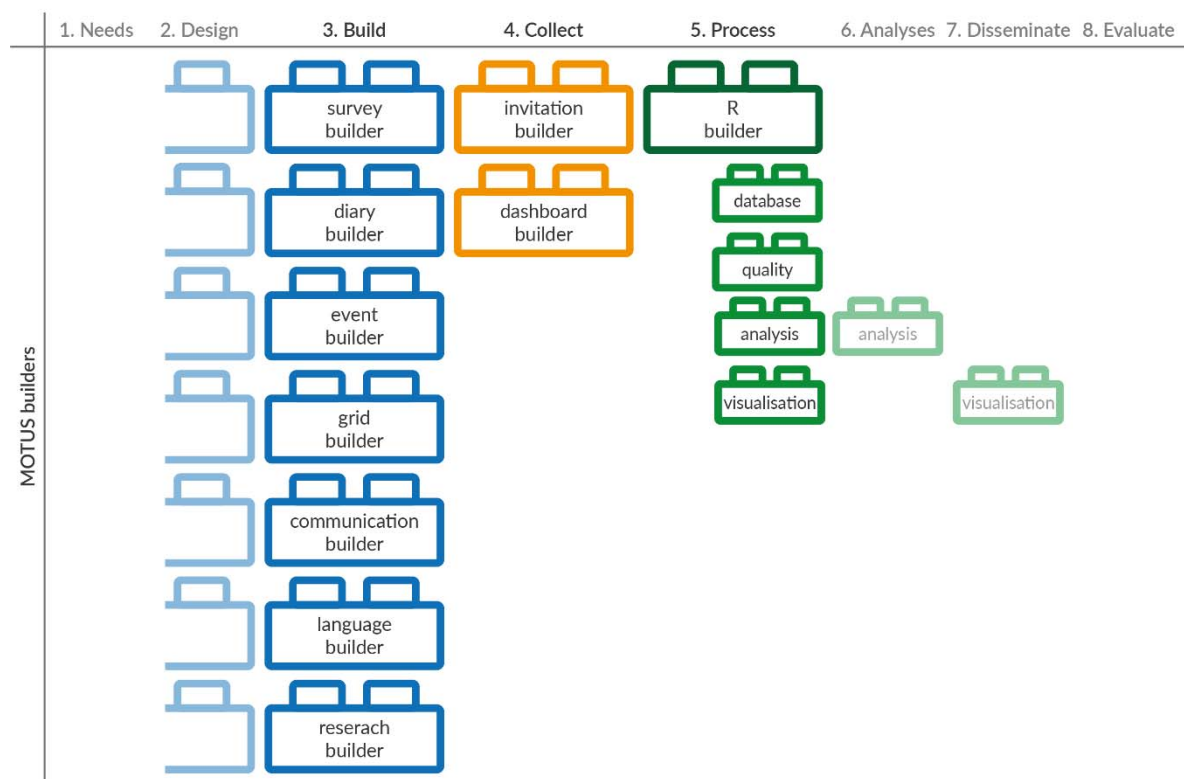 1. Needs 2. Design 3. Build 4. Collect 5. Process 6. Analyses 7. Disseminate 8. Evaluate
MOTUS builders
survey
builder
invitation
builder
R
builder
diary
builder
dashboard
builder
database
quality
event
builder
analysis
analysis
grid
builder
visualisation
visualisation
communication
builder
language
builder
reserach
builder